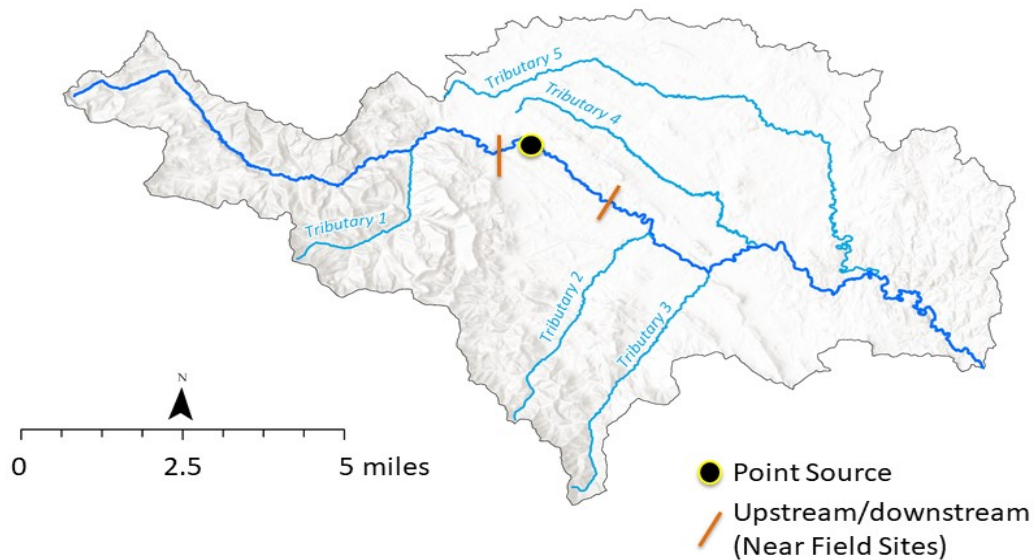 Tributary 5
Tributary 4
Tributary 1
Tributary 2
Tributary 3
N
0 2.5 5 miles
Point Source
Upstream/downstream
(Near Field Sites)